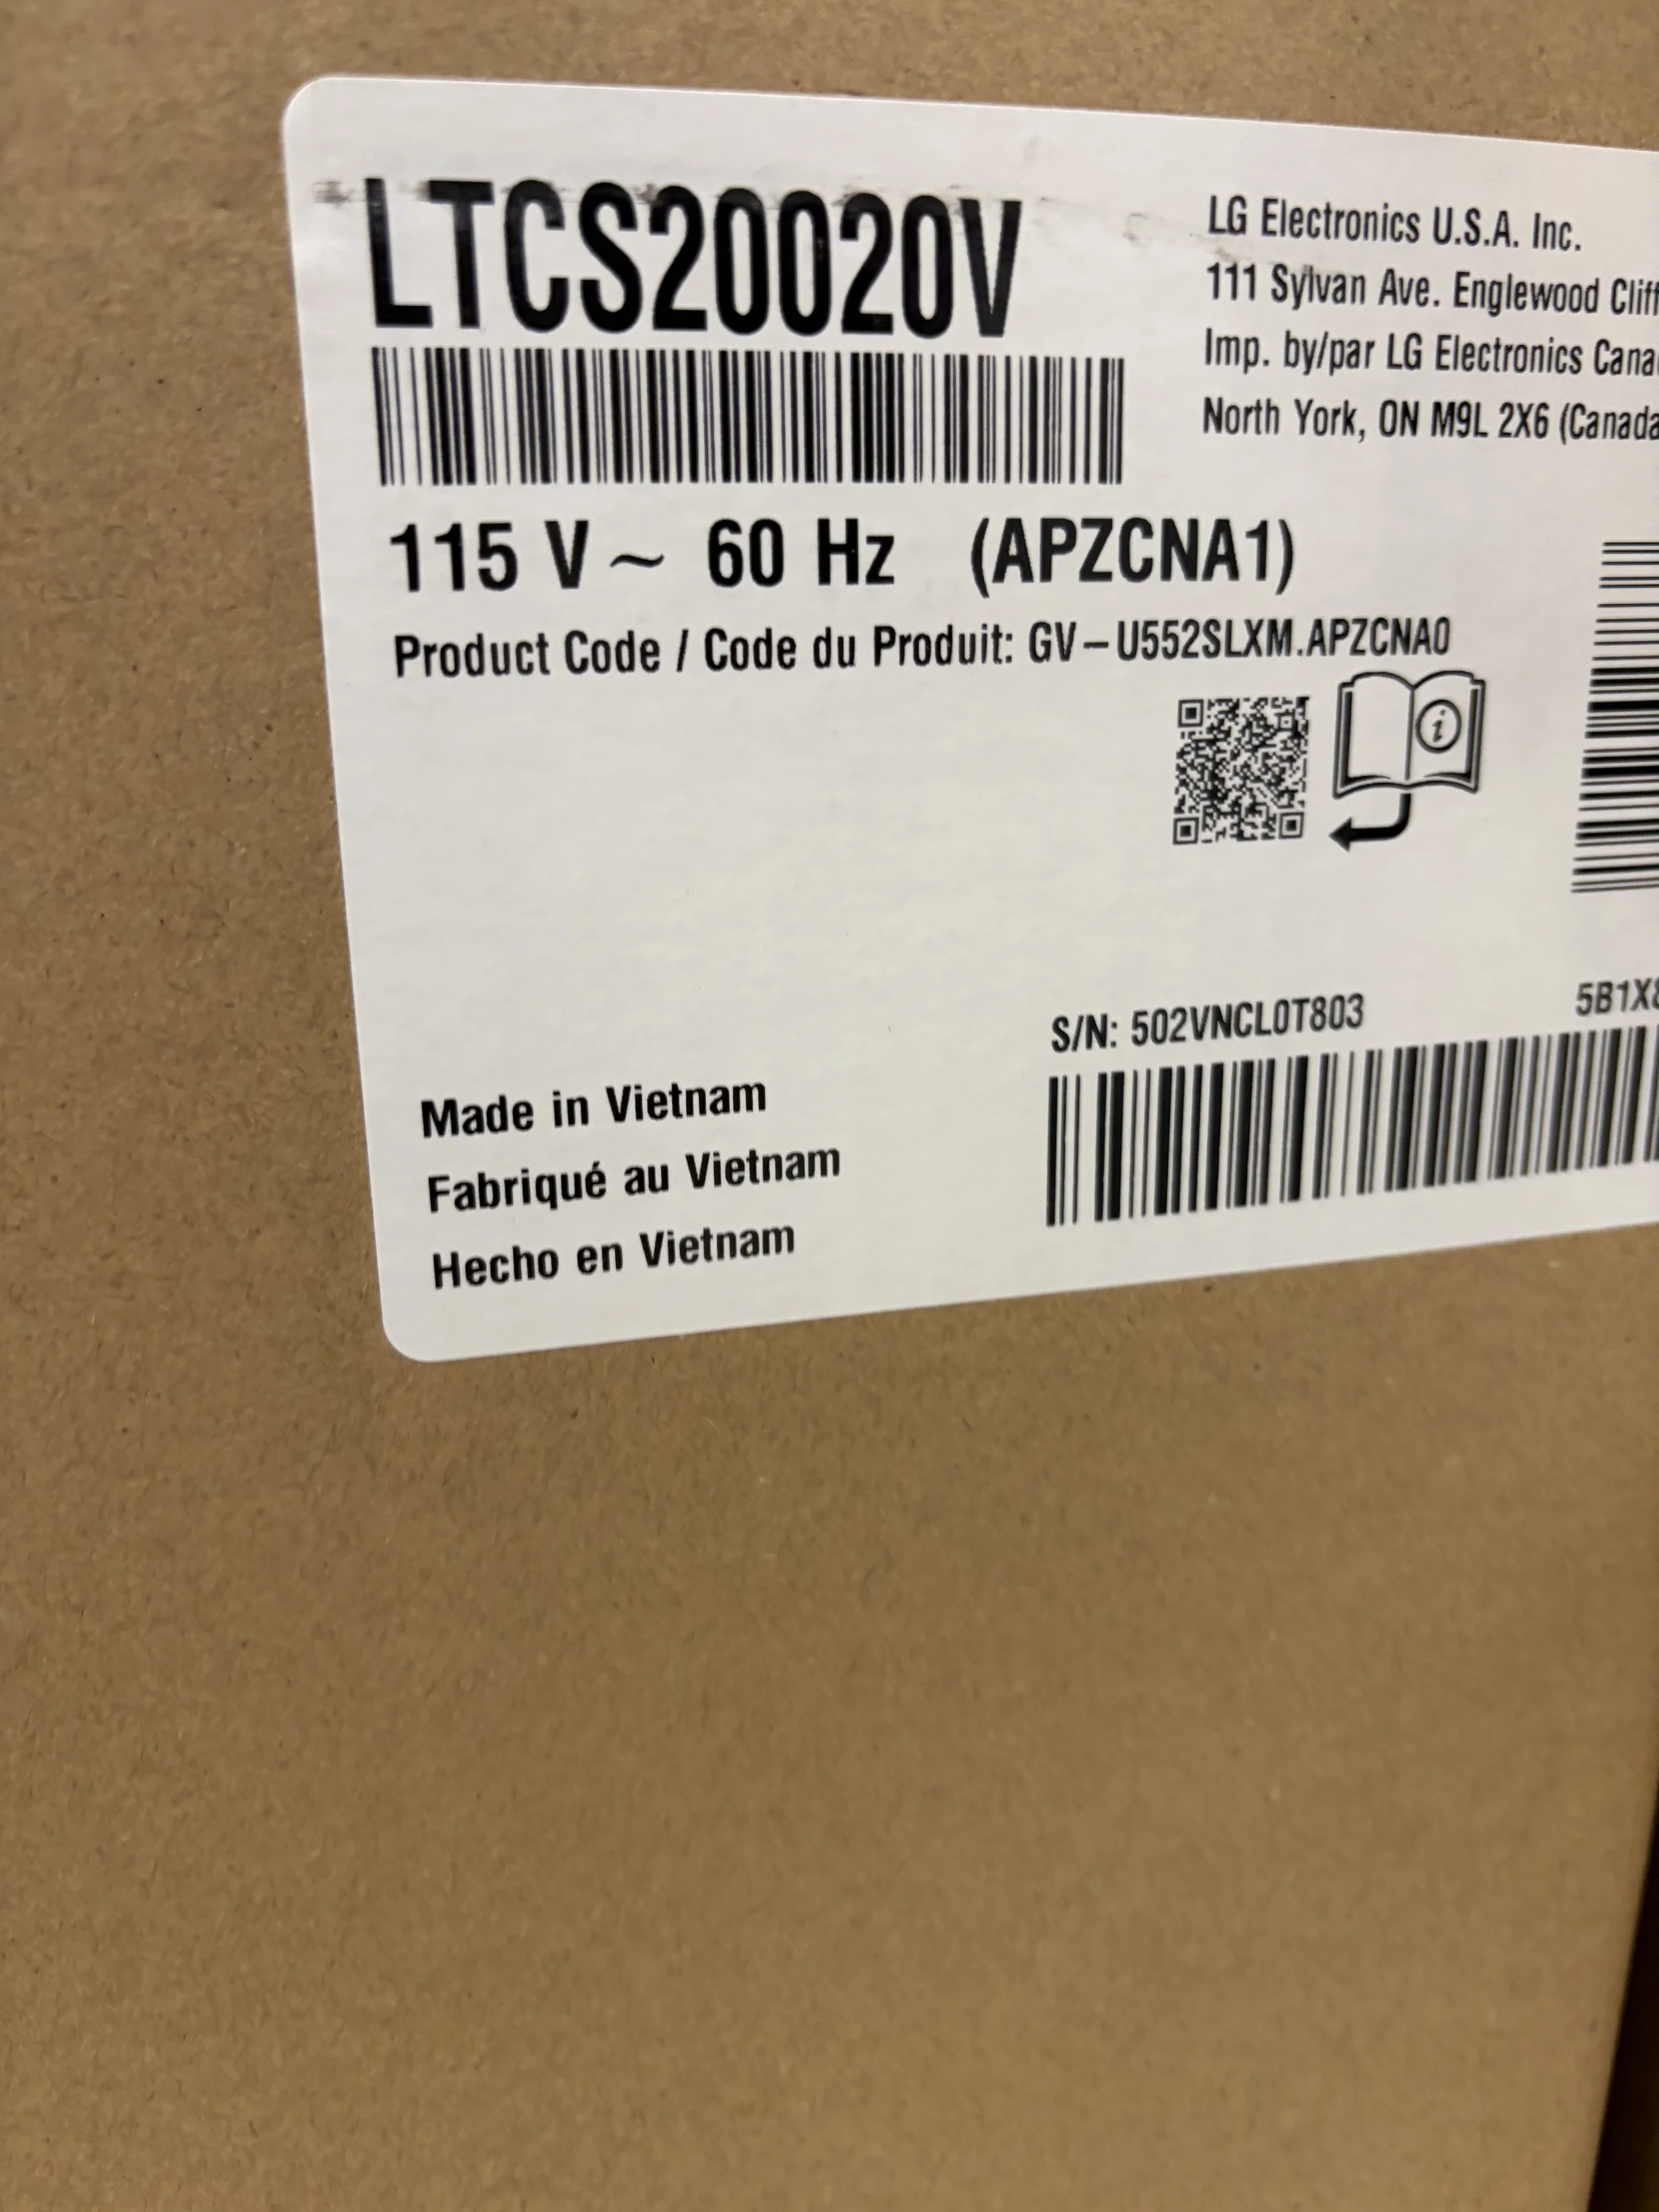 LTCS20020V
LG Electronics U.S.A. Inc.
111 Sylvan Ave. Englewood
Imp. by/par LG Electronics
North York, ON M9L 2X6 (Canada
115 V ~ 60 Hz (APZCNA1)
Product Code / Code du Produit: GV-U552SLXM.APZCNA0
i
S/N: 502VNCL0T803
Made in Vietnam
Fabriqué au Vietnam
Hecho en Vietnam